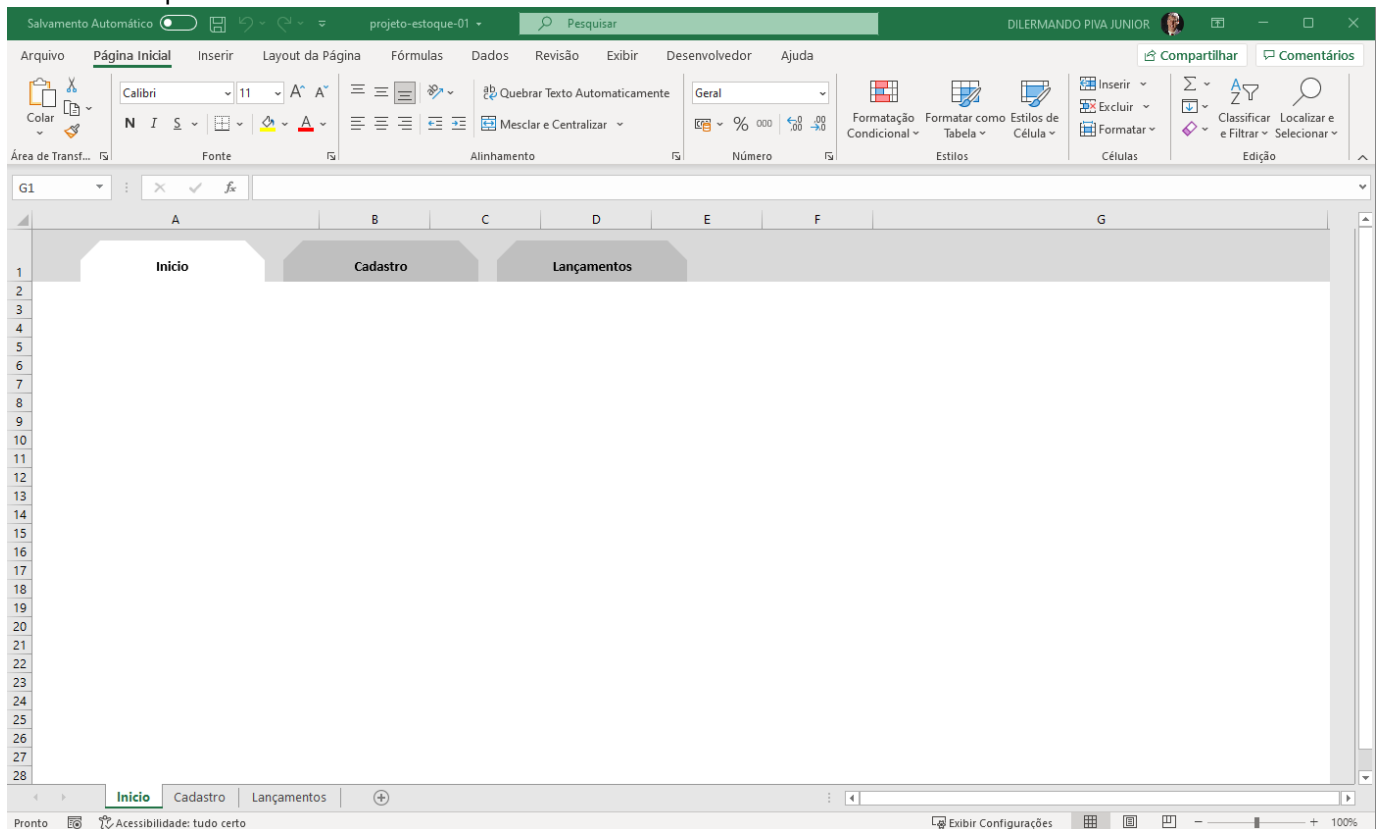 Salvamento Automático projeto-estoque-01 Pesquisar DILERMANDO PIVA JUNIOR
Arquivo Página Inicial Inserir Layout da Página Fórmulas Dados Revisão Exibir Desenvolvedor Ajuda Compartilhar Comentários
Colar
Calibri 11 A^ Aˇ
ab Quebrar Texto Automaticamente
Geral
Formatação Condicional
Formatar como Tabela
Estilos de Célula
Inserir
Excluir
Formatar
Classificar e Filtrar
Localizar e Selecionar
N I S A
Mesclar e Centralizar
% 000
Área de Transf... Fonte Alinhamento Número Estilos Células Edição
G1 fx
A B C D E F G
Inicio Cadastro Lançamentos
1
2
3
4
5
6
7
8
9
10
11
12
13
14
15
16
17
18
19
20
21
22
23
24
25
26
27
28
Inicio Cadastro Lançamentos
Pronto Acessibilidade: tudo certo Exibir Configurações 100%